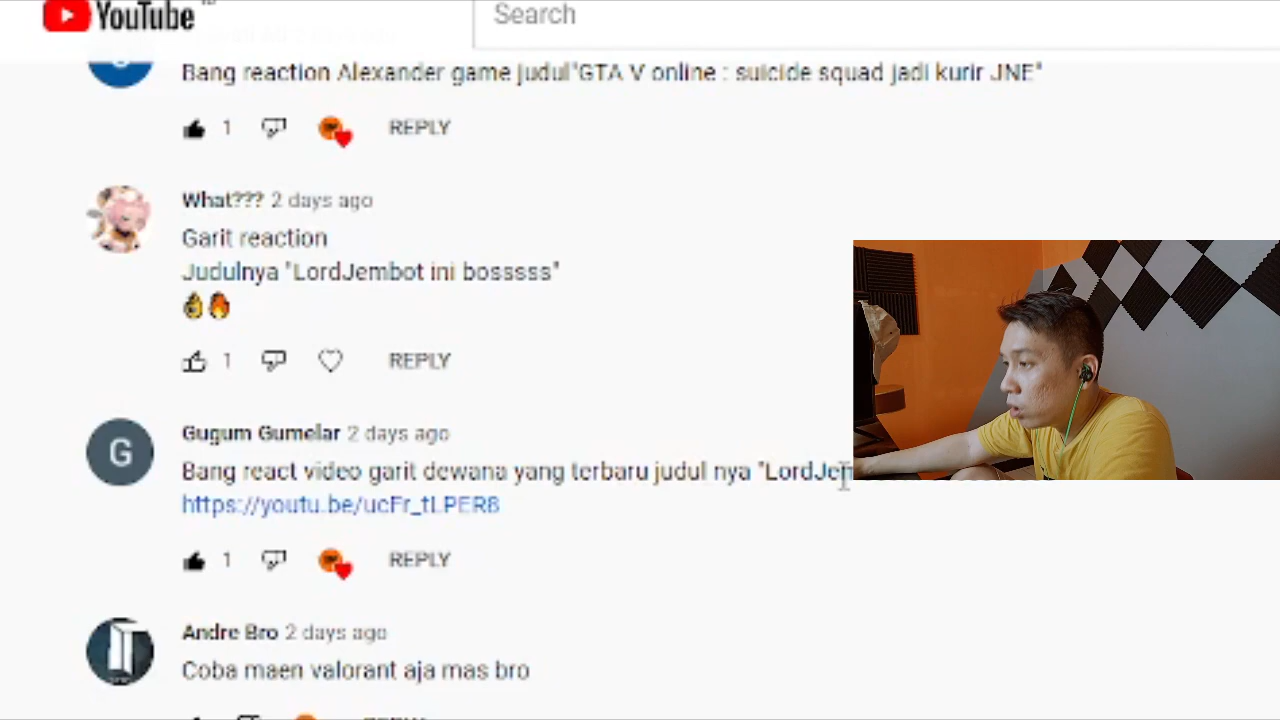 YouTube
Search
Bang reaction Alexander game judul"GTA V online : suicide squad jadi kurir JNE"
1
REPLY
What??? 2 days ago
Garit reaction
Judulnya "LordJembot ini bosssss"
👌🔥
1
REPLY
G
Gugum Gumelar 2 days ago
Bang react video garit dewana yang terbaru judul nya "LordJem
https://youtu.be/ucFr_tLPER8
1
REPLY
Andre Bro 2 days ago
Coba maen valorant aja mas bro